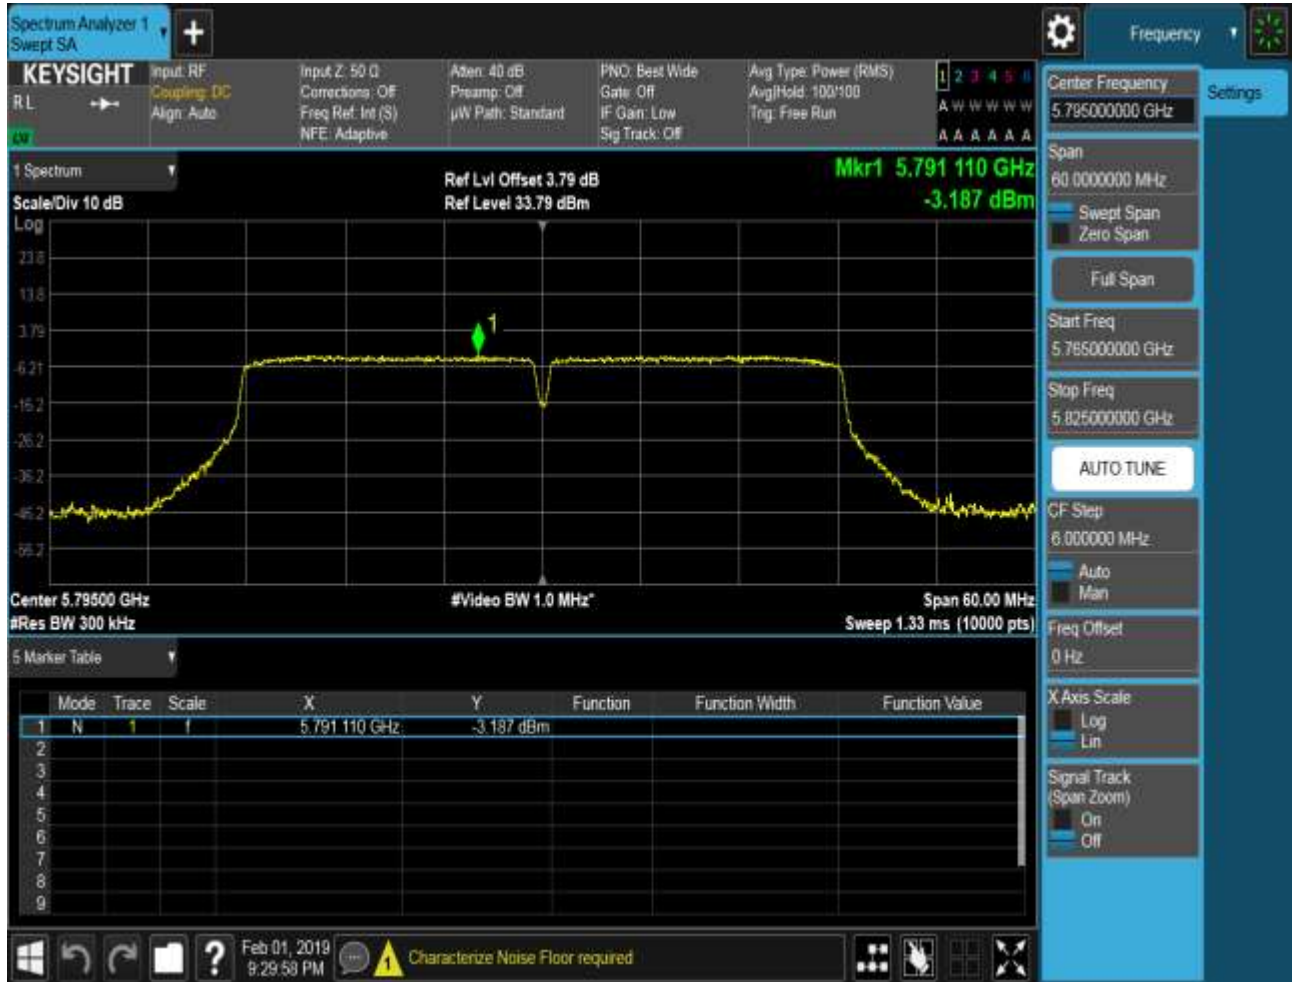 Spectrum Analyzer 1
Swept SA
+
Frequency
KEYSIGHT
R L
Input: RF
Coupling: DC
Align: Auto
Input Z: 50 Ω
Corrections: Off
Freq Ref: Int (S)
NFE: Adaptive
Atten: 40 dB
Preamp: Off
µW Path: Standard
PNO: Best Wide
Gate: Off
IF Gain: Low
Sig Track: Off
Avg Type: Power (RMS)
Avg|Hold: 100/100
Trig: Free Run
1 2 3 4 5 6
A W W W W W
A A A A A A
1 Spectrum
Scale/Div 10 dB
Log
Ref Lvl Offset 3.79 dB
Ref Level 33.79 dBm
Mkr1 5.791 110 GHz
-3.187 dBm
23.8
13.8
3.79
-6.21
-16.2
-26.2
-36.2
-46.2
-56.2
1
Center 5.79500 GHz
#Res BW 300 kHz
#Video BW 1.0 MHz*
Span 60.00 MHz
Sweep 1.33 ms (10000 pts)
5 Marker Table
Mode Trace Scale X Y Function Function Width Function Value
1 N 1 f 5.791 110 GHz -3.187 dBm
2
3
4
5
6
7
8
9
Center Frequency
5.795000000 GHz
Settings
Span
60.0000000 MHz
Swept Span
Zero Span
Full Span
Start Freq
5.765000000 GHz
Stop Freq
5.825000000 GHz
AUTO TUNE
CF Step
6.000000 MHz
Auto
Man
Freq Offset
0 Hz
X Axis Scale
Log
Lin
Signal Track
(Span Zoom)
On
Off
?
Feb 01, 2019
9:29:58 PM
1
Characterize Noise Floor required